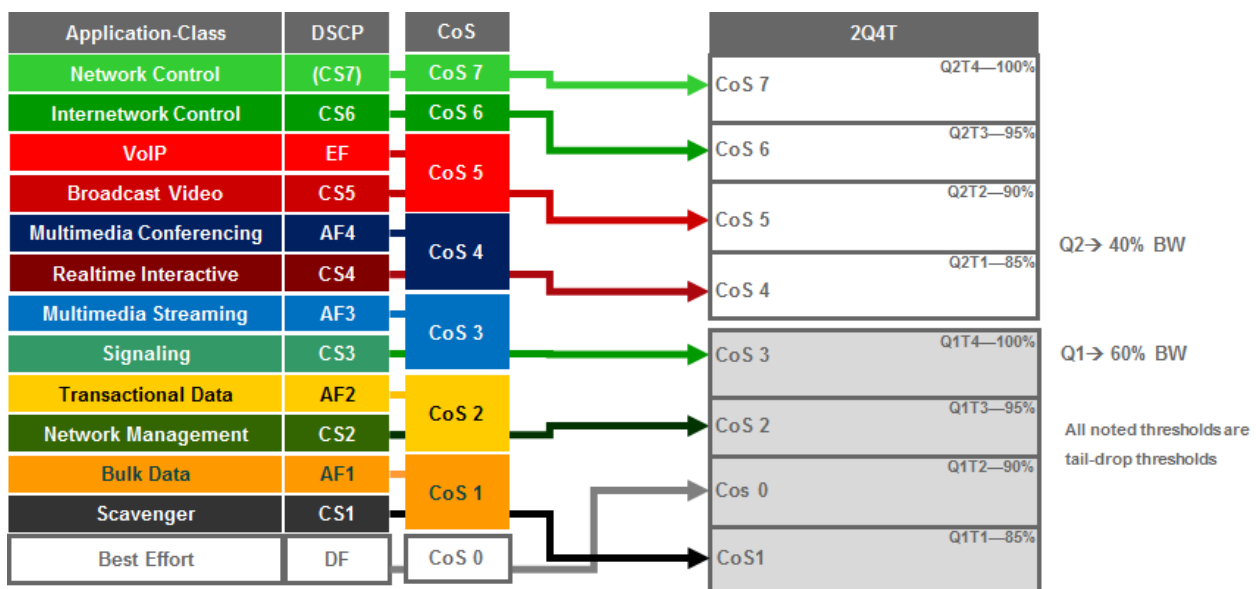 Application-Class DSCP CoS 2Q4T
Network Control (CS7) CoS 7
Internetwork Control CS6 CoS 6
VoIP EF
CoS 5
Broadcast Video CS5
Multimedia Conferencing AF4
CoS 4
Realtime Interactive CS4
Multimedia Streaming AF3
CoS 3
Signaling CS3
Transactional Data AF2
CoS 2
Network Management CS2
Bulk Data AF1
CoS 1
Scavenger CS1
Best Effort DF CoS 0
Q2T4—100%
CoS 7
Q2T3—95%
CoS 6
Q2T2—90%
CoS 5
Q2T1—85%
CoS 4
Q1T4—100%
CoS 3
Q1T3—95%
CoS 2
Q1T2—90%
Cos 0
Q1T1—85%
CoS1
Q2→ 40% BW
Q1→ 60% BW
All noted thresholds are
tail-drop thresholds